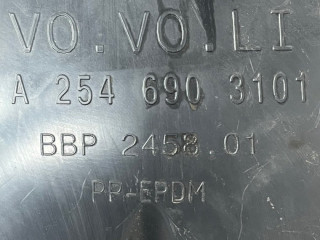 VO.VO.LI
A 254 690 3101
BBP 2458.01
PP-EPDM